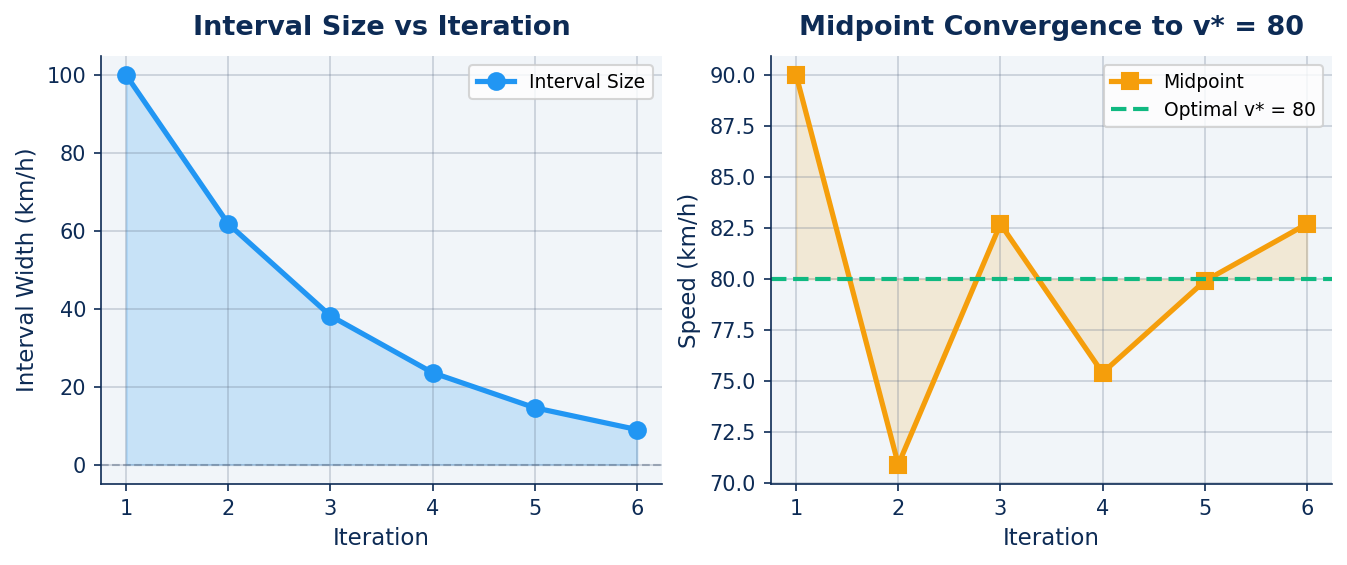 Interval Size vs Iteration
Interval Width (km/h)
100
80
60
40
20
0
Interval Size
1 2 3 4 5 6
Iteration
Midpoint Convergence to v* = 80
Speed (km/h)
90.0
87.5
85.0
82.5
80.0
77.5
75.0
72.5
70.0
Midpoint
Optimal v* = 80
1 2 3 4 5 6
Iteration